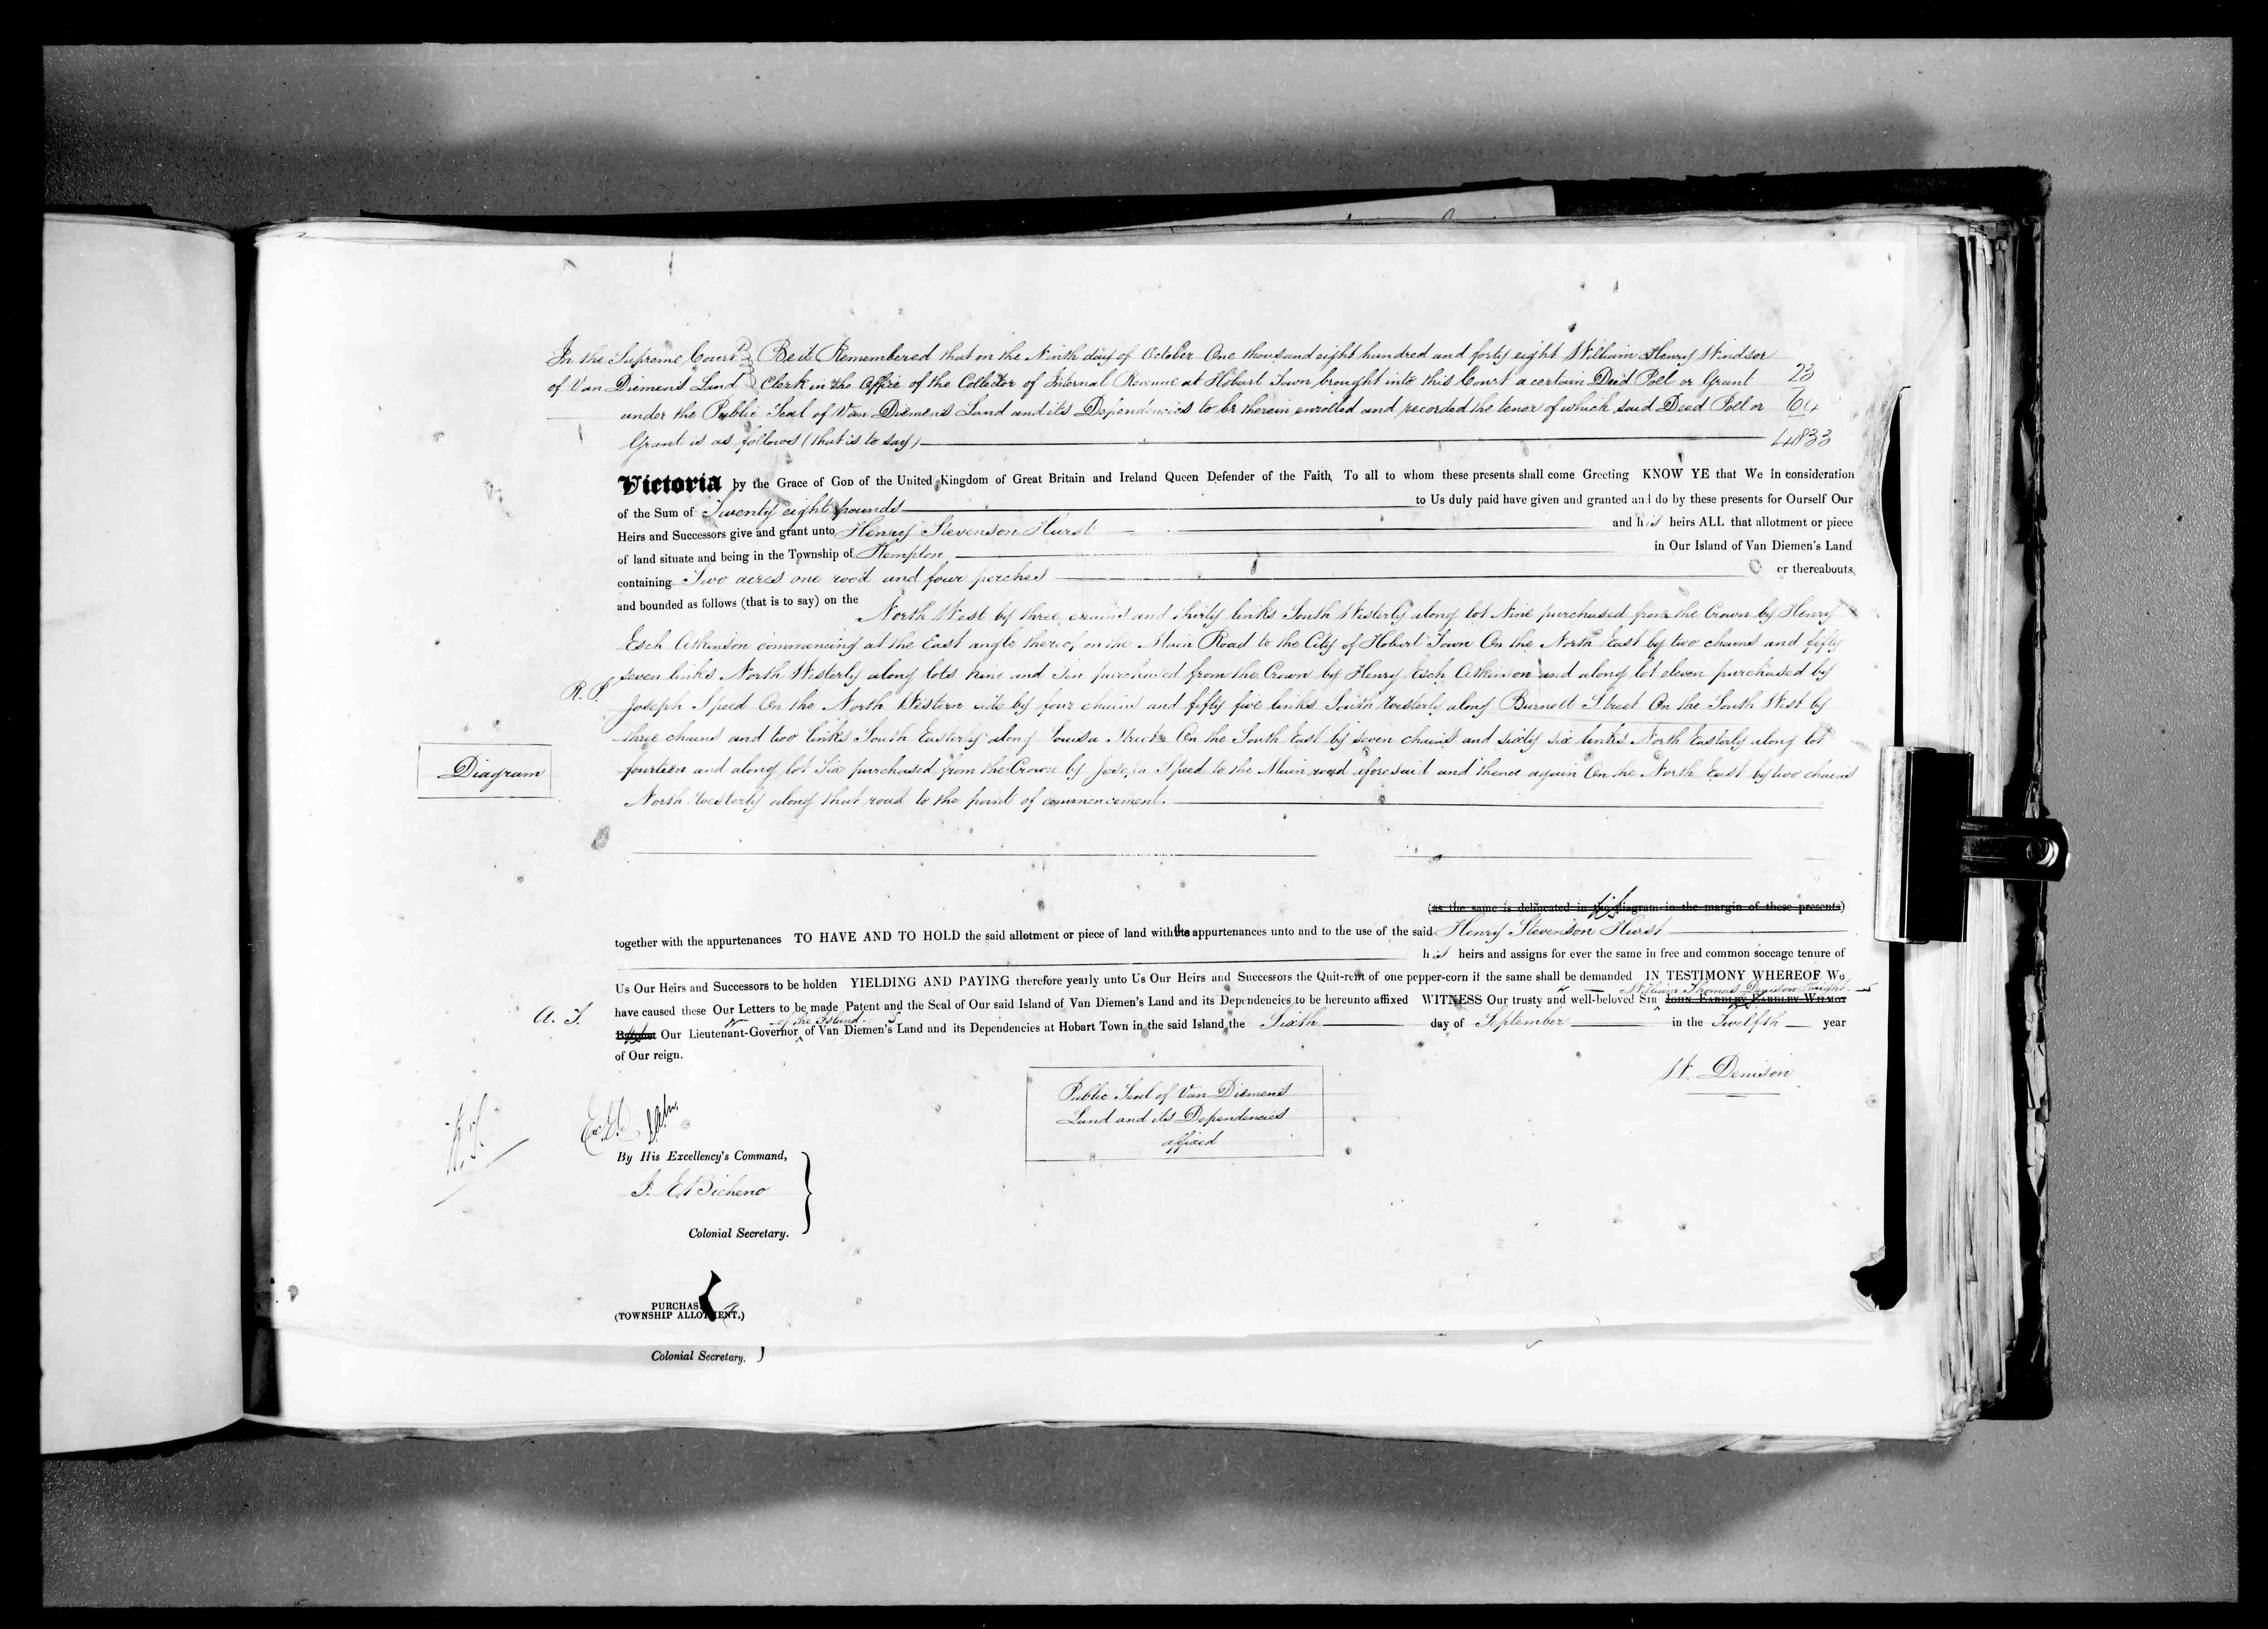 In the Supreme Court } Be it Remembered that on the Ninth day of October One thousand eight hundred and forty eight William Henry Windsor
of Van Diemen's Land } Clerk in the Office of the Collector of Internal Revenue at Hobart Town brought into this Court a certain Deed Poll or Grant 23
under the Public Seal of Van Diemens Land and its Dependencies to be therein enrolled and recorded the tenor of which said Deed Poll or 64
Grant is as follows (that is to say) 4833
Victoria by the Grace of God of the United Kingdom of Great Britain and Ireland Queen Defender of the Faith, To all to whom these presents shall come Greeting KNOW YE that We in consideration
of the Sum of Twenty eight pounds to Us duly paid have given and granted and do by these presents for Ourself Our
Heirs and Successors give and grant unto Henry Stevenson Hurst and his heirs ALL that allotment or piece
of land situate and being in the Township of Kempton in Our Island of Van Diemen's Land
containing Two acres one rood and four perches or thereabouts
and bounded as follows (that is to say) on the North West by three chains and thirty links South Westerly along lot Nine purchased from the Crown by Henry
Esch Atkinson commencing at the East angle thereof on the Main Road to the City of Hobart Town On the North East by two chains and fifty
seven links North Westerly along lots nine and Ten purchased from the Crown by Henry Esch Atkinson and along lot eleven purchased by
R. P.
Joseph Speed On the North Western side by four chains and fifty five links South Westerly along Burnett Street On the South West by
three chains and two links South Easterly along Louisa Street On the South East by seven chains and sixty six links North Easterly along lot
Diagram
fourteen and along lot Six purchased from the Crown by Joseph Speed to the Main road aforesaid and thence again On the North East by two chains
North Westerly along that road to the point of commencement.
(as the same is delineated in the diagram in the margin of these presents)
together with the appurtenances TO HAVE AND TO HOLD the said allotment or piece of land with the appurtenances unto and to the use of the said Henry Stevenson Hurst
his heirs and assigns for ever the same in free and common soccage tenure of
Us Our Heirs and Successors to be holden YIELDING AND PAYING therefore yearly unto Us Our Heirs and Successors the Quit-rent of one pepper-corn if the same shall be demanded IN TESTIMONY WHEREOF We
William Thomas Denison Knight
A. T. have caused these Our Letters to be made Patent and the Seal of Our said Island of Van Diemen's Land and its Dependencies to be hereunto affixed WITNESS Our trusty and well-beloved Sir John Eardley Eardley Wilmot
of the Island
Baronet Our Lieutenant-Governor of Van Diemen's Land and its Dependencies at Hobart Town in the said Island the Sixth day of September in the Twelfth year
of Our reign.
W. Denison
Public Seal of Van Diemens
Land and its Dependencies
affixed
By His Excellency's Command,
J. E. Bicheno
Colonial Secretary.
PURCHASE
(TOWNSHIP ALLOTMENT.)
Colonial Secretary.